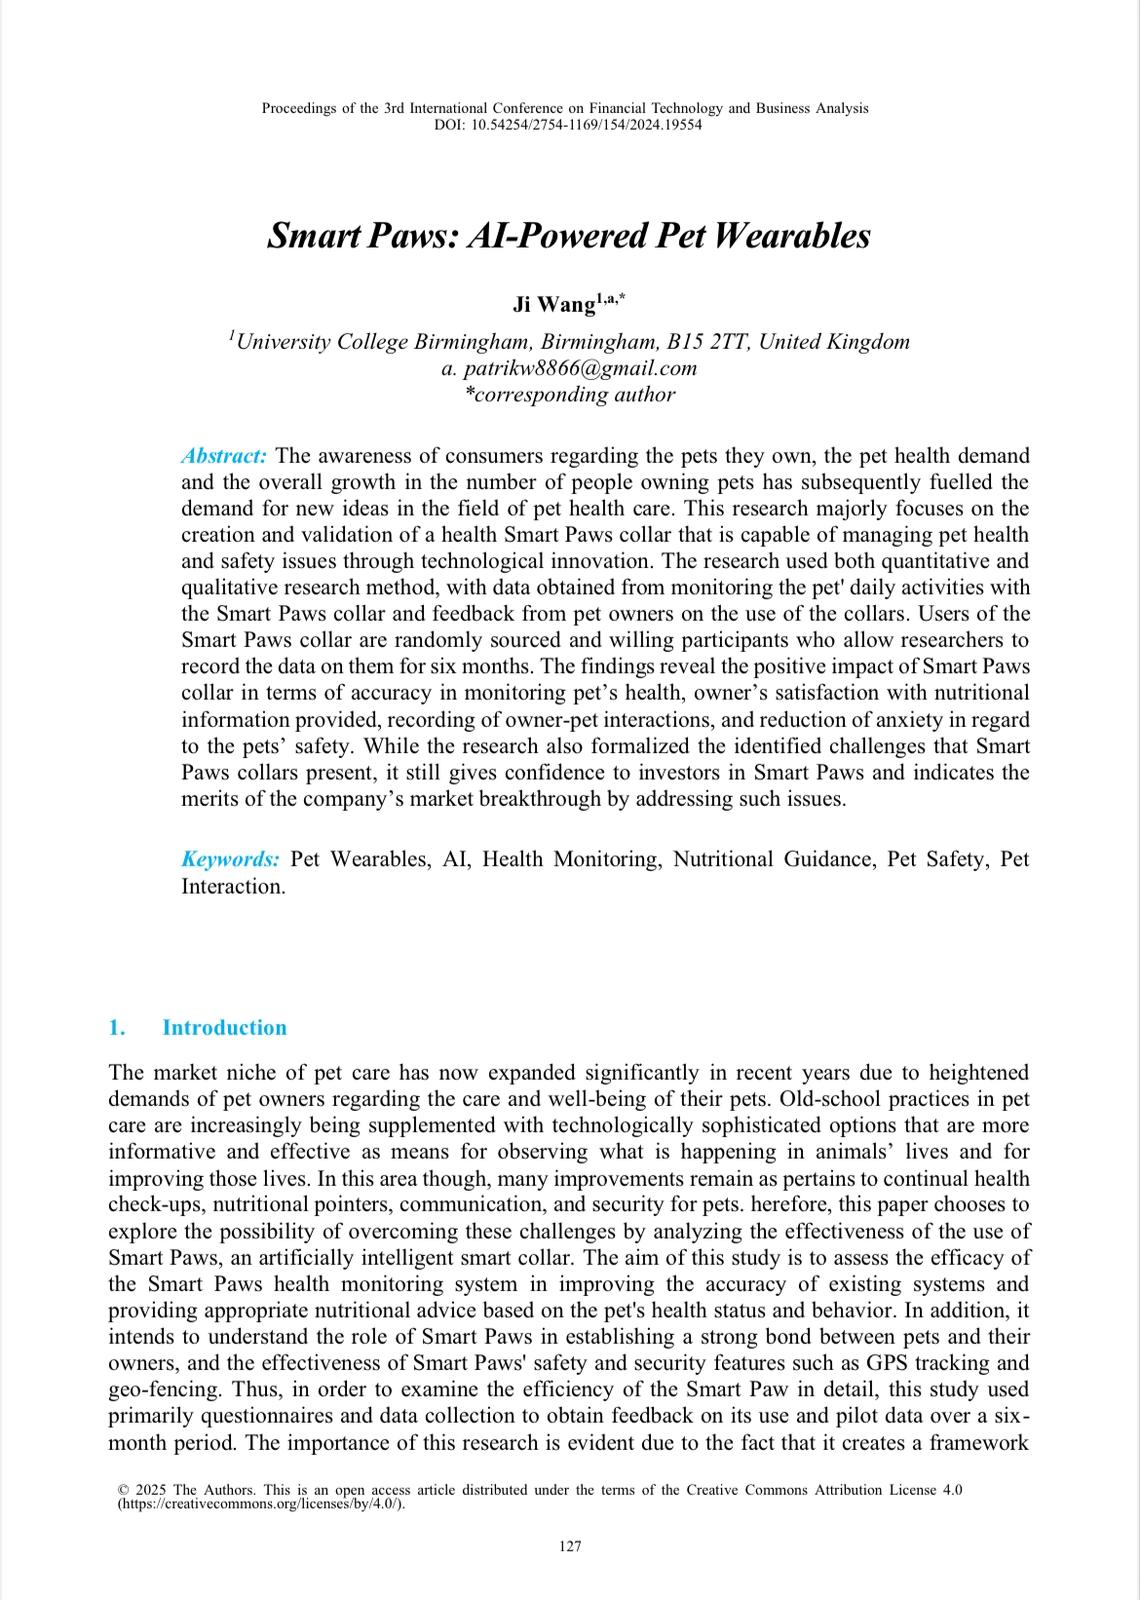 Proceedings of the 3rd International Conference on Financial Technology and Business Analysis
DOI: 10.54254/2754-1169/154/2024.19554
Smart Paws: AI-Powered Pet Wearables
Ji Wang1,a,*
1University College Birmingham, Birmingham, B15 2TT, United Kingdom
a. patrikw8866@gmail.com
*corresponding author
Abstract: The awareness of consumers regarding the pets they own, the pet health demand
and the overall growth in the number of people owning pets has subsequently fuelled the
demand for new ideas in the field of pet health care. This research majorly focuses on the
creation and validation of a health Smart Paws collar that is capable of managing pet health
and safety issues through technological innovation. The research used both quantitative and
qualitative research method, with data obtained from monitoring the pet' daily activities with
the Smart Paws collar and feedback from pet owners on the use of the collars. Users of the
Smart Paws collar are randomly sourced and willing participants who allow researchers to
record the data on them for six months. The findings reveal the positive impact of Smart Paws
collar in terms of accuracy in monitoring pet’s health, owner’s satisfaction with nutritional
information provided, recording of owner-pet interactions, and reduction of anxiety in regard
to the pets’ safety. While the research also formalized the identified challenges that Smart
Paws collars present, it still gives confidence to investors in Smart Paws and indicates the
merits of the company’s market breakthrough by addressing such issues.
Keywords: Pet Wearables, AI, Health Monitoring, Nutritional Guidance, Pet Safety, Pet
Interaction.
1. Introduction
The market niche of pet care has now expanded significantly in recent years due to heightened
demands of pet owners regarding the care and well-being of their pets. Old-school practices in pet
care are increasingly being supplemented with technologically sophisticated options that are more
informative and effective as means for observing what is happening in animals’ lives and for
improving those lives. In this area though, many improvements remain as pertains to continual health
check-ups, nutritional pointers, communication, and security for pets. herefore, this paper chooses to
explore the possibility of overcoming these challenges by analyzing the effectiveness of the use of
Smart Paws, an artificially intelligent smart collar. The aim of this study is to assess the efficacy of
the Smart Paws health monitoring system in improving the accuracy of existing systems and
providing appropriate nutritional advice based on the pet's health status and behavior. In addition, it
intends to understand the role of Smart Paws in establishing a strong bond between pets and their
owners, and the effectiveness of Smart Paws' safety and security features such as GPS tracking and
geo-fencing. Thus, in order to examine the efficiency of the Smart Paw in detail, this study used
primarily questionnaires and data collection to obtain feedback on its use and pilot data over a six-
month period. The importance of this research is evident due to the fact that it creates a framework
© 2025 The Authors. This is an open access article distributed under the terms of the Creative Commons Attribution License 4.0
(https://creativecommons.org/licenses/by/4.0/).
127